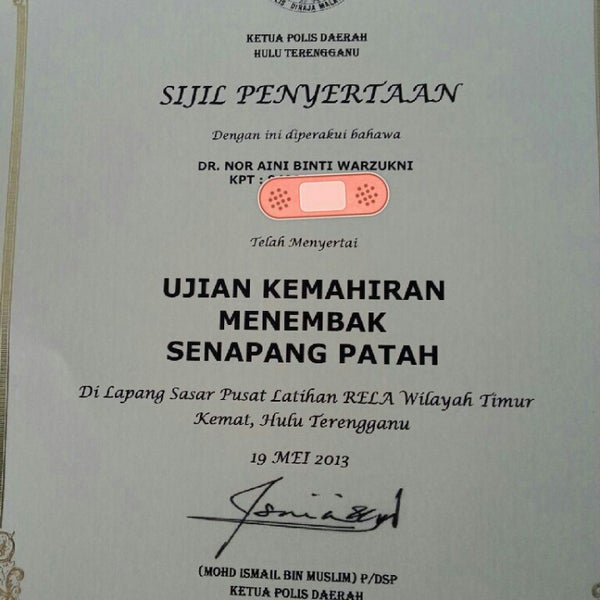 KETUA POLIS DAERAH
HULU TERENGGANU
SIJIL PENYERTAAN
Dengan ini diperakui bahawa
DR. NOR AINI BINTI WARZUKNI
KPT :
Telah Menyertai
UJIAN KEMAHIRAN
MENEMBAK
SENAPANG PATAH
Di Lapang Sasar Pusat Latihan RELA Wilayah Timur
Kemat, Hulu Terengganu
19 MEI 2013
(MOHD ISMAIL BIN MUSLIM) P/DSP
KETUA POLIS DAERAH